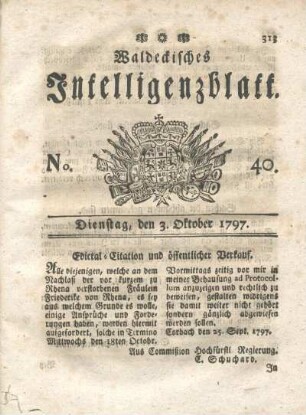 313
Waldeckisches
Intelligenzblatt.
No. 40.
Dienstag, den 3. Oktober 1797.
Edictal-Citation und öffentlicher Verkauf.
Alle diejenigen, welche an dem
Nachlaß der vor kurzem zu
Rhena verstorbenen Fräulein
Friederike von Rhena, es sey
aus welchem Grunde es wolle,
einige Ansprüche und Forde-
rungen haben, werden hiermit
aufgefordert, solche in Termino
Mittwochs den 18ten Octobr.
Vormittags zeitig vor mir in
meiner Behausung ad Protocol-
lum anzuzeigen und rechtlich zu
beweisen, gestalten widrigens
sie damit weiter nicht gehört
sondern gänzlich abgewiesen
werden sollen.
Corbach den 25. Sept. 1797.
Aus Commission Hochfürstl. Regierung.
C. Schuchard.
In